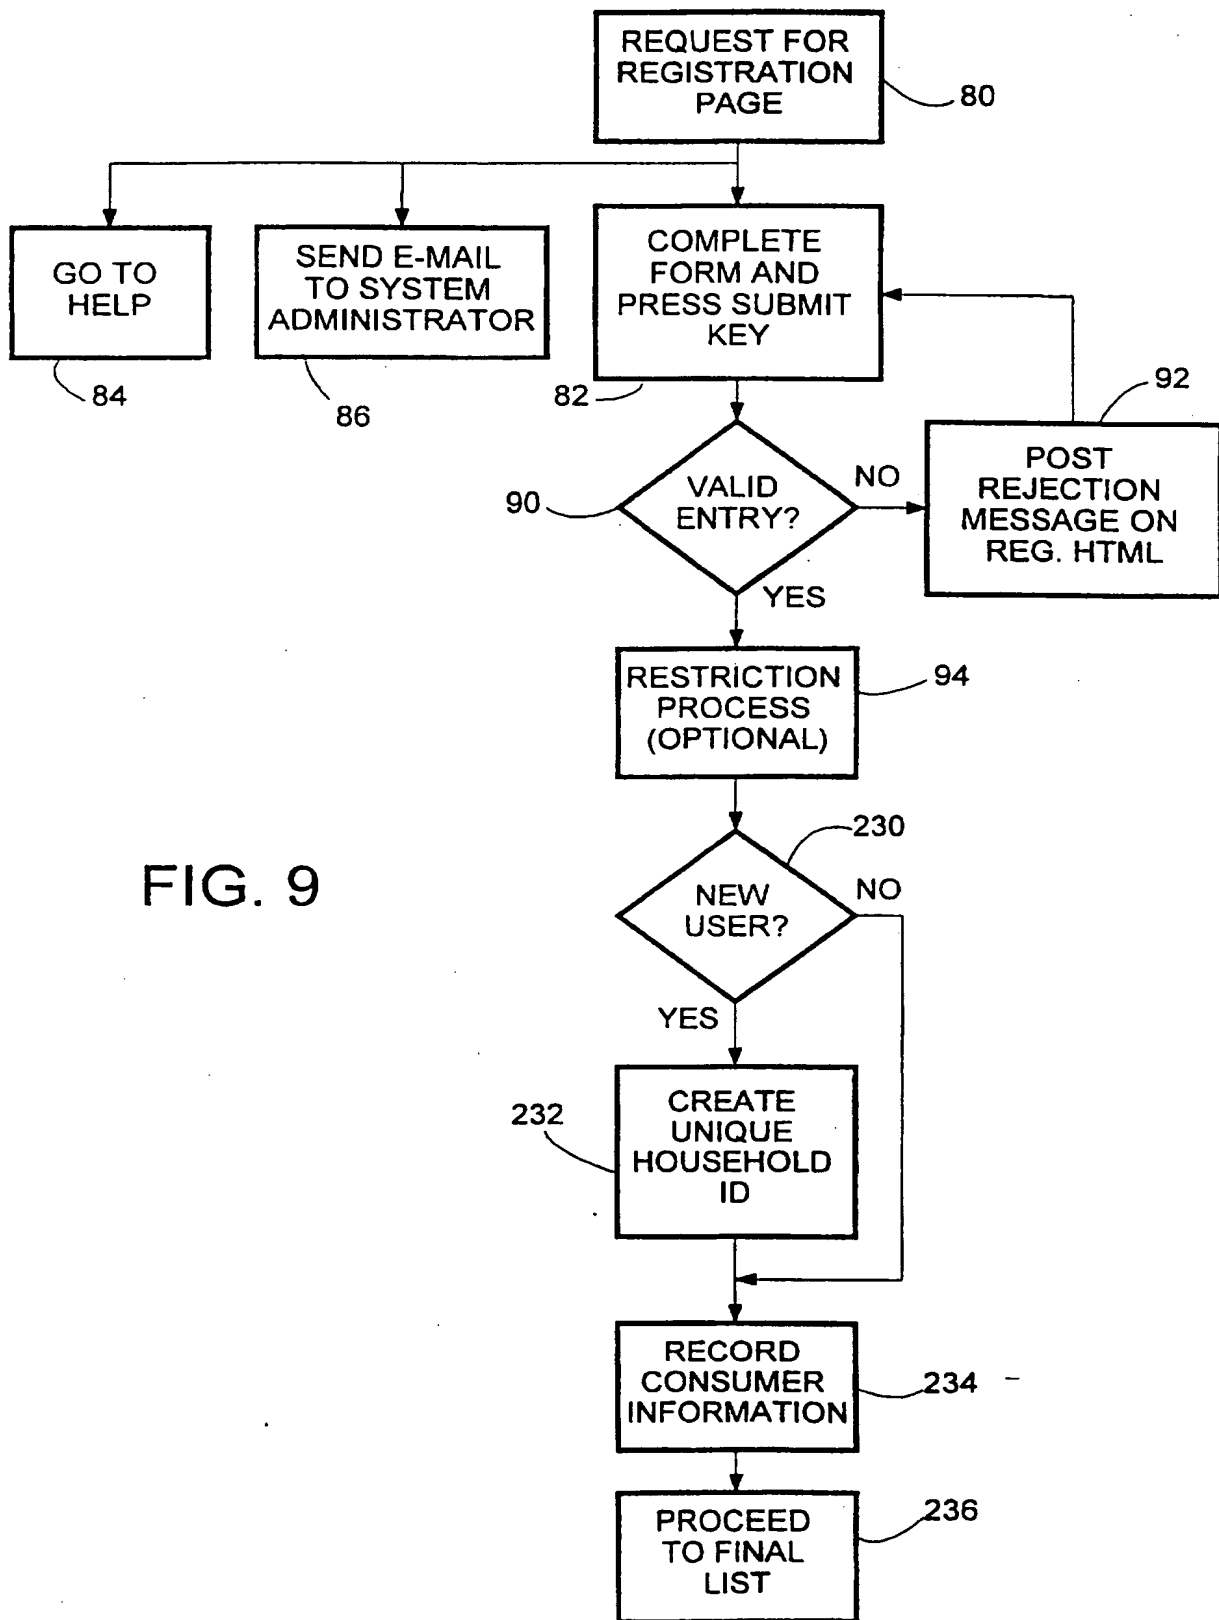 REQUEST FOR
REGISTRATION
PAGE
80
GO TO
HELP
84
SEND E-MAIL
TO SYSTEM
ADMINISTRATOR
86
COMPLETE
FORM AND
PRESS SUBMIT
KEY
82
92
POST
REJECTION
MESSAGE ON
REG. HTML
90
VALID
ENTRY?
NO
YES
RESTRICTION
PROCESS
(OPTIONAL)
94
230
NEW
USER?
NO
YES
FIG. 9
232
CREATE
UNIQUE
HOUSEHOLD
ID
RECORD
CONSUMER
INFORMATION
234
PROCEED
TO FINAL
LIST
236